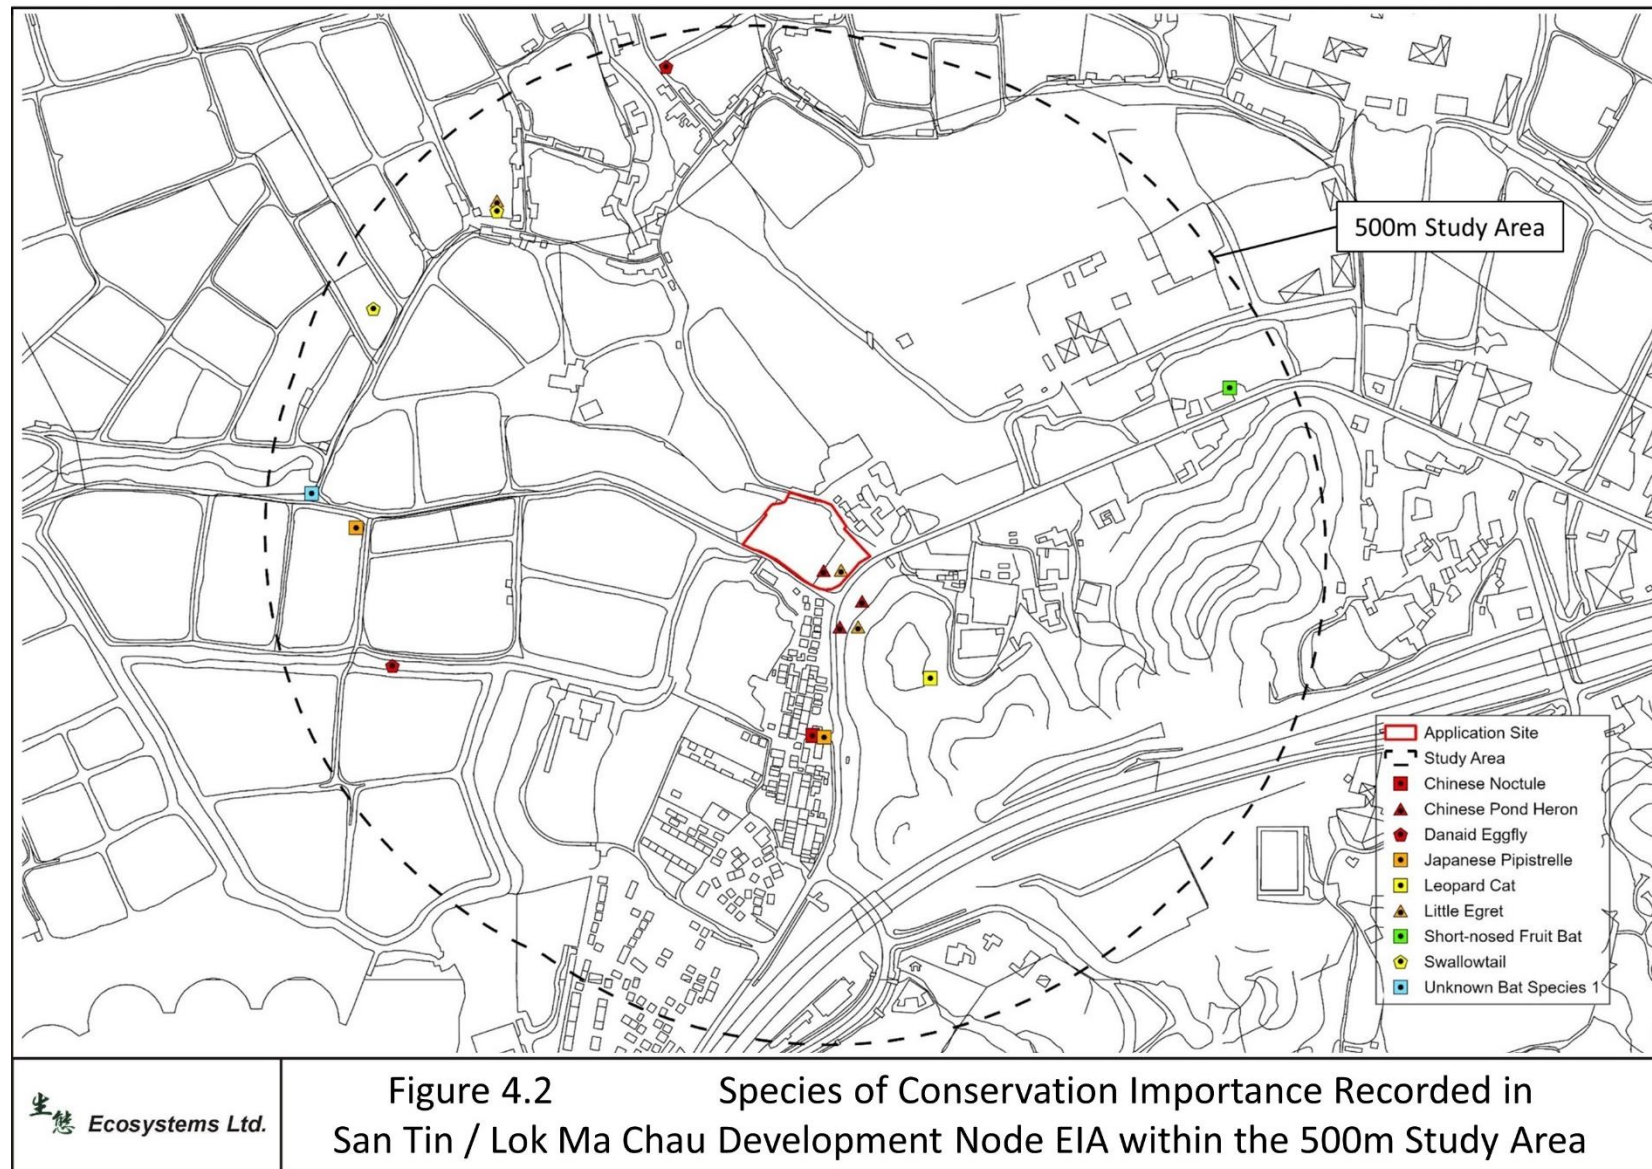 500m Study Area
Application Site
Study Area
Chinese Noctule
Chinese Pond Heron
Danaid Eggfly
Japanese Pipistrelle
Leopard Cat
Little Egret
Short-nosed Fruit Bat
Swallowtail
Unknown Bat Species 1
生態 Ecosystems Ltd.
Figure 4.2 Species of Conservation Importance Recorded in
San Tin / Lok Ma Chau Development Node EIA within the 500m Study Area